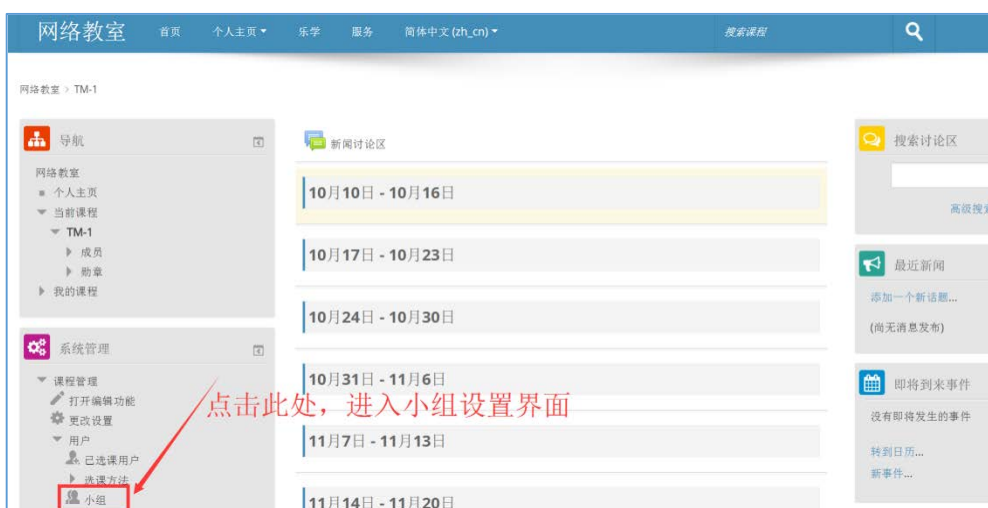 网络教室 首页 个人主页 乐学 服务 简体中文 (zh_cn) 搜索课程
网络教室 > TM-1
导航
网络教室
个人主页
当前课程
TM-1
成员
勋章
我的课程
系统管理
课程管理
打开编辑功能
更改设置
用户
已选课用户
选课方法
小组
新闻讨论区
10月10日 - 10月16日
10月17日 - 10月23日
10月24日 - 10月30日
10月31日 - 11月6日
点击此处，进入小组设置界面
11月7日 - 11月13日
11月14日 - 11月20日
搜索讨论区
高级搜索
最近新闻
添加一个新话题...
(尚无消息发布)
即将到来事件
没有即将发生的事件
转到日历...
新事件...